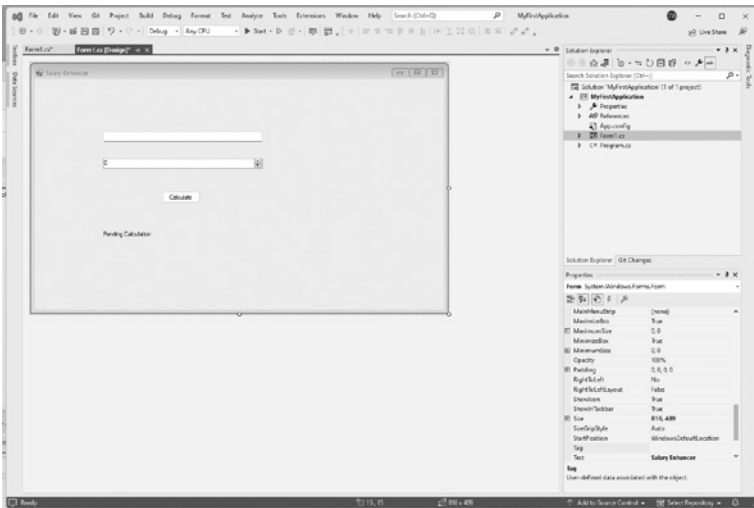 File Edit View Git Project Build Debug Format Test Analyze Tools Extensions Window Help Search (Ctrl+Q) MyFirstApplication
Debug Any CPU Start Live Share
Form1.cs* Form1.cs [Design]*
Toolbox Data Sources
Salary Enhancer
0
Calculate
Pending Calculation
Solution Explorer
Search Solution Explorer (Ctrl+;)
Solution 'MyFirstApplication' (1 of 1 project)
MyFirstApplication
Properties
References
App.config
Form1.cs
C# Program.cs
Solution Explorer Git Changes
Diagnostic Tools
Properties
Form System.Windows.Forms.Form
MainMenuStrip (none)
MaximizeBox True
MaximumSize 0, 0
MinimizeBox True
MinimumSize 0, 0
Opacity 100%
Padding 0, 0, 0, 0
RightToLeft No
RightToLeftLayout False
ShowIcon True
ShowInTaskbar True
Size 816, 489
SizeGripStyle Auto
StartPosition WindowsDefaultLocation
Tag
Text Salary Enhancer
Tag
User-defined data associated with the object.
Ready 15, 15 816 x 489 Add to Source Control Select Repository